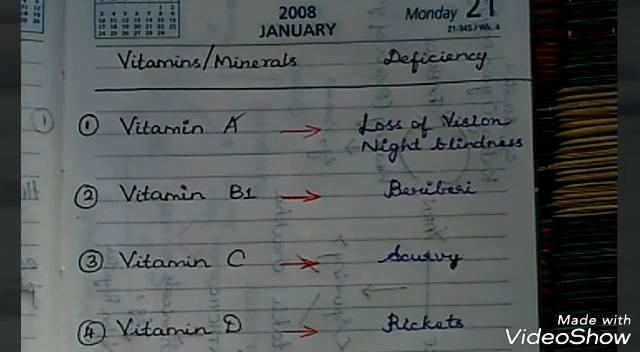 2008
JANUARY
Monday 21
21-345 / Wk. 4
Vitamins/Minerals Deficiency
① Vitamin A → Loss of Vision
Night blindness
② Vitamin B1 → Beriberi
③ Vitamin C → Scurvy
④ Vitamin D → Rickets
Made with
VideoShow